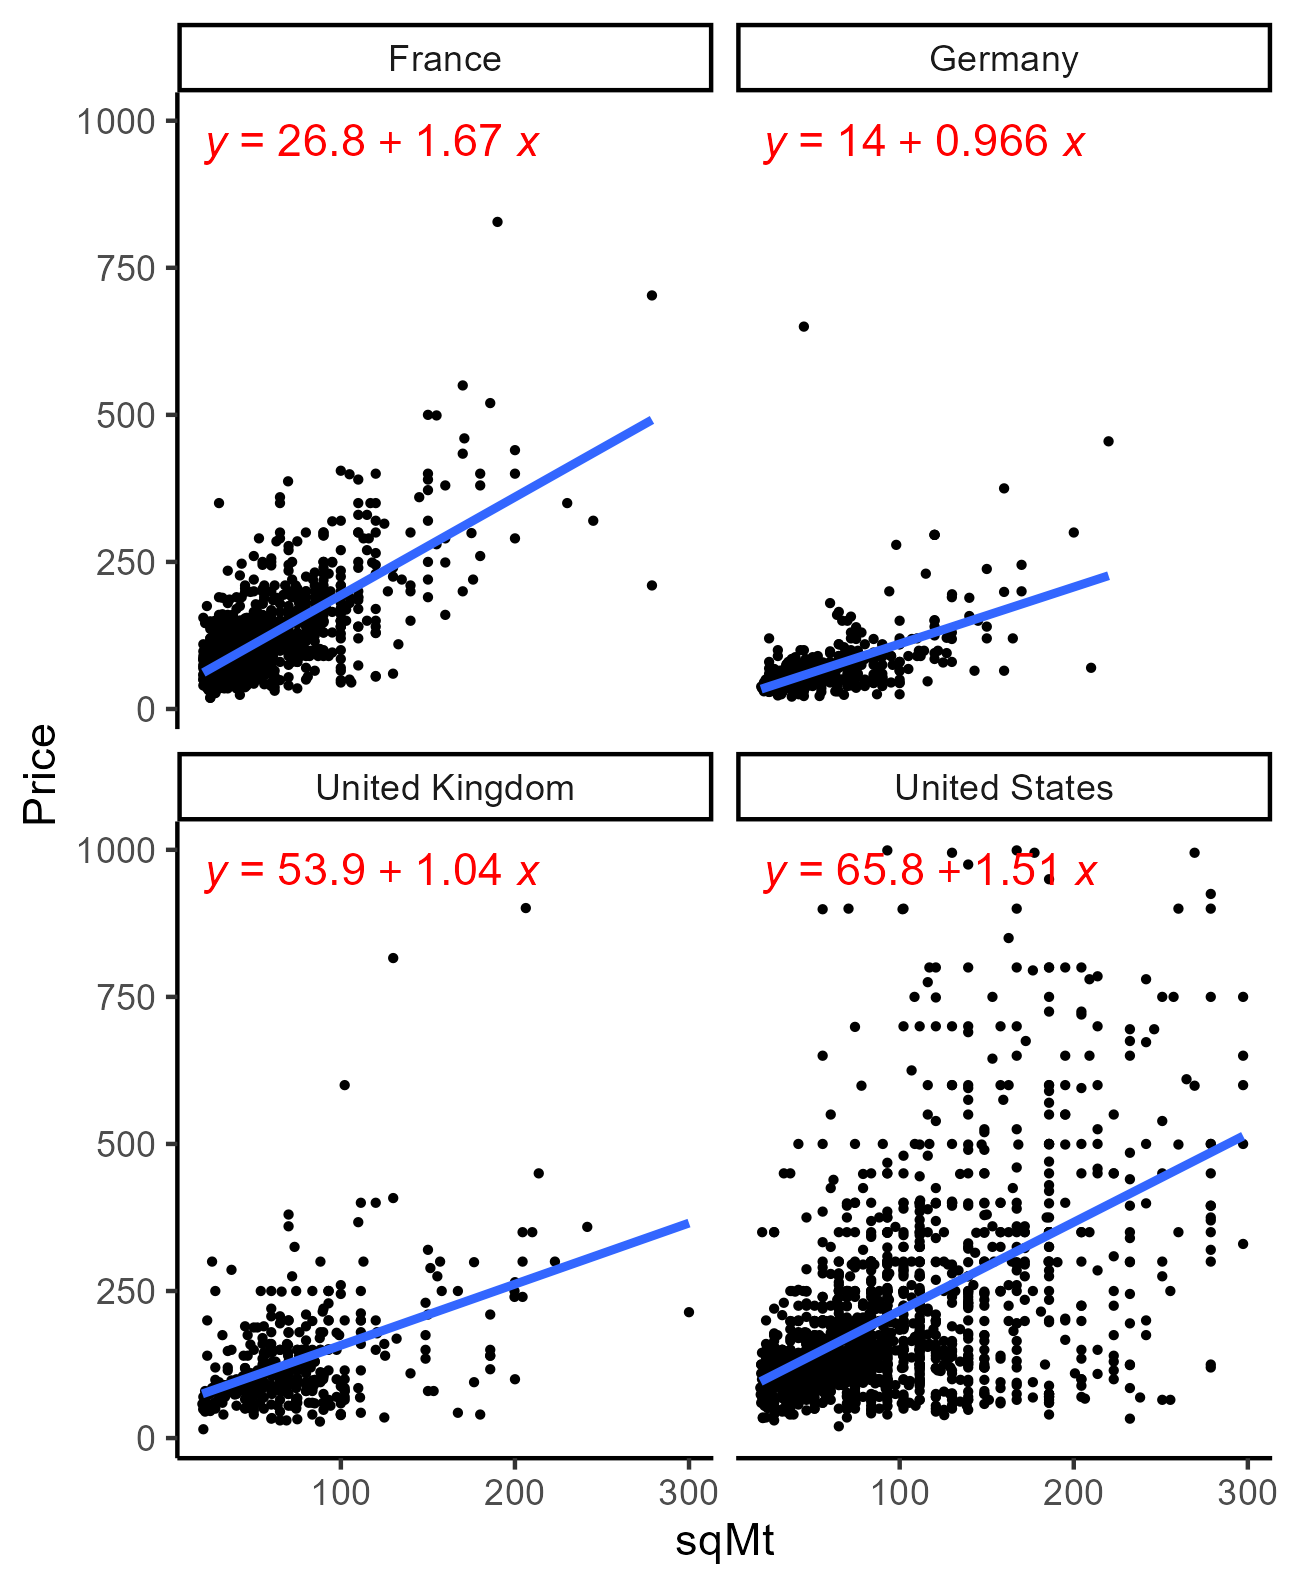 France
Germany
1000
750
500
250
0
y = 26.8 + 1.67 x
y = 14 + 0.966 x
Price
United Kingdom
United States
1000
750
500
250
0
y = 53.9 + 1.04 x
y = 65.8 + 1.51 x
100 200 300
100 200 300
sqMt